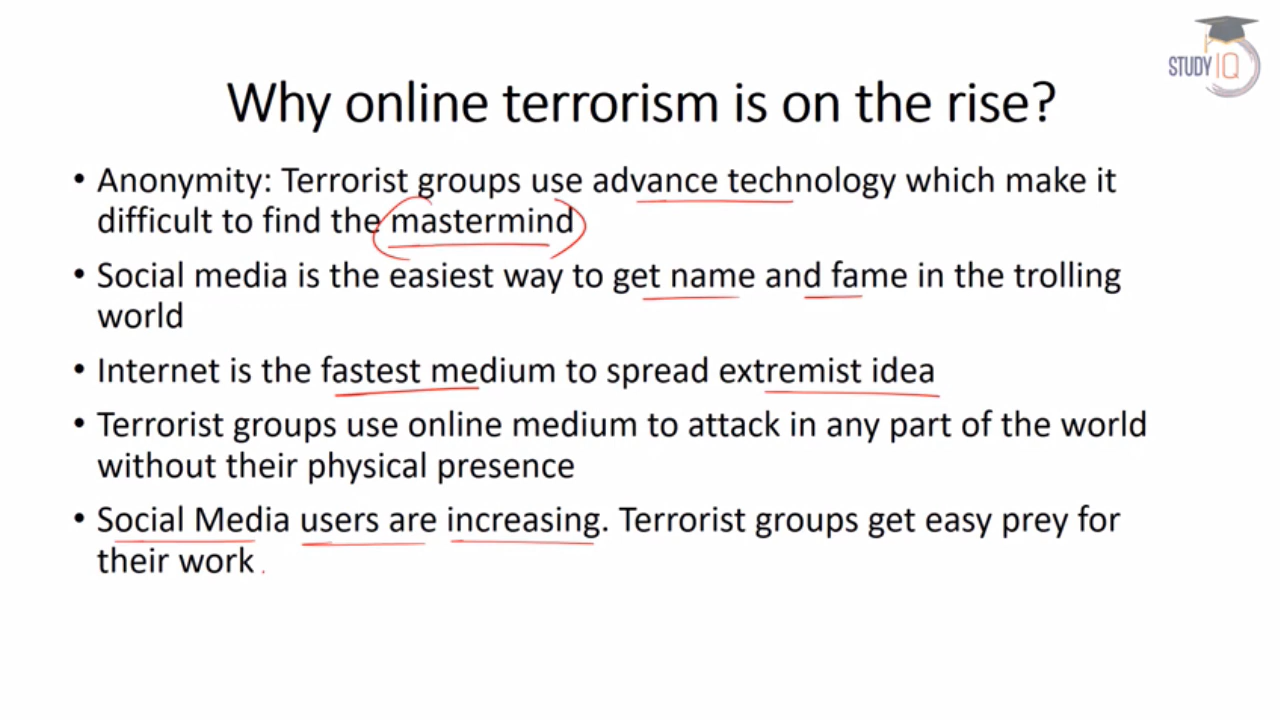 STUDY IQ
Why online terrorism is on the rise?
• Anonymity: Terrorist groups use advance technology which make it
difficult to find the mastermind
• Social media is the easiest way to get name and fame in the trolling
world
• Internet is the fastest medium to spread extremist idea
• Terrorist groups use online medium to attack in any part of the world
without their physical presence
• Social Media users are increasing. Terrorist groups get easy prey for
their work